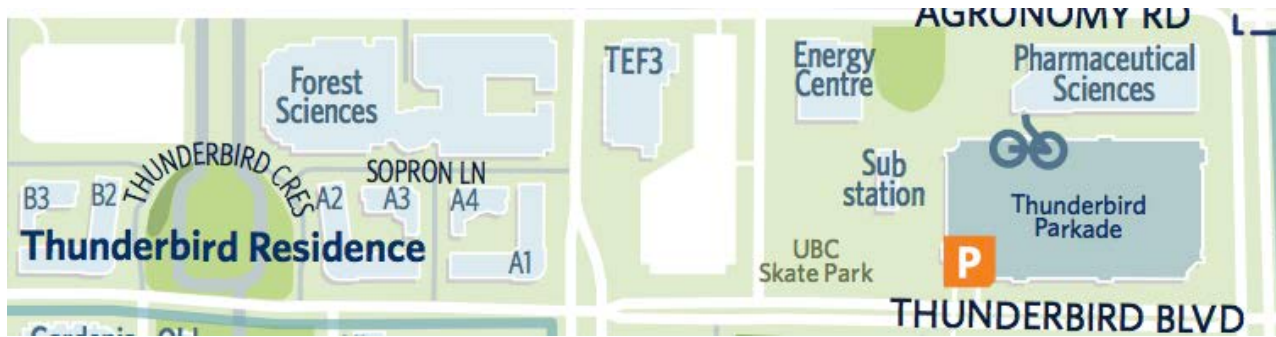 AGRONOMY RD
Forest
Sciences
TEF3
Energy
Centre
Pharmaceutical
Sciences
THUNDERBIRD CRES
SOPRON LN
B3
B2
A2
A3
A4
A1
Sub
station
Thunderbird
Parkade
Thunderbird Residence
UBC
Skate Park
P
THUNDERBIRD BLVD